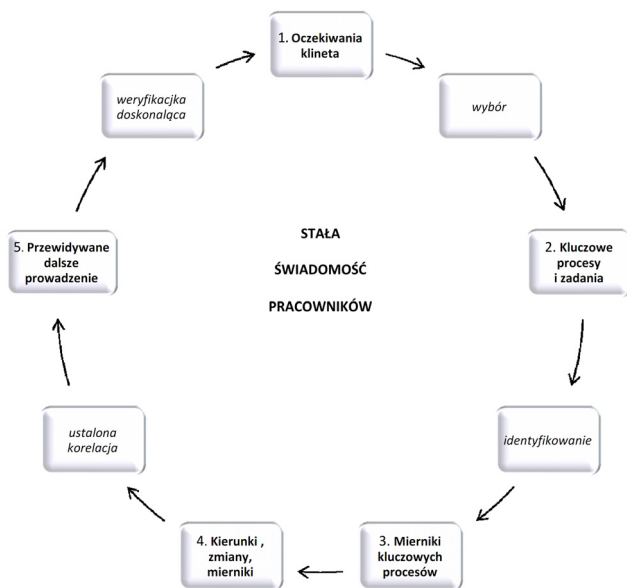 1. Oczekiwania
klineta
wybór
2. Kluczowe
procesy
i zadania
identyfikowanie
3. Mierniki
kluczowych
procesów
4. Kierunki ,
zmiany,
mierniki
ustalona
korelacja
5. Przewidywane
dalsze
prowadzenie
weryfikacjka
doskonaląca
STAŁA
ŚWIADOMOŚĆ
PRACOWNIKÓW